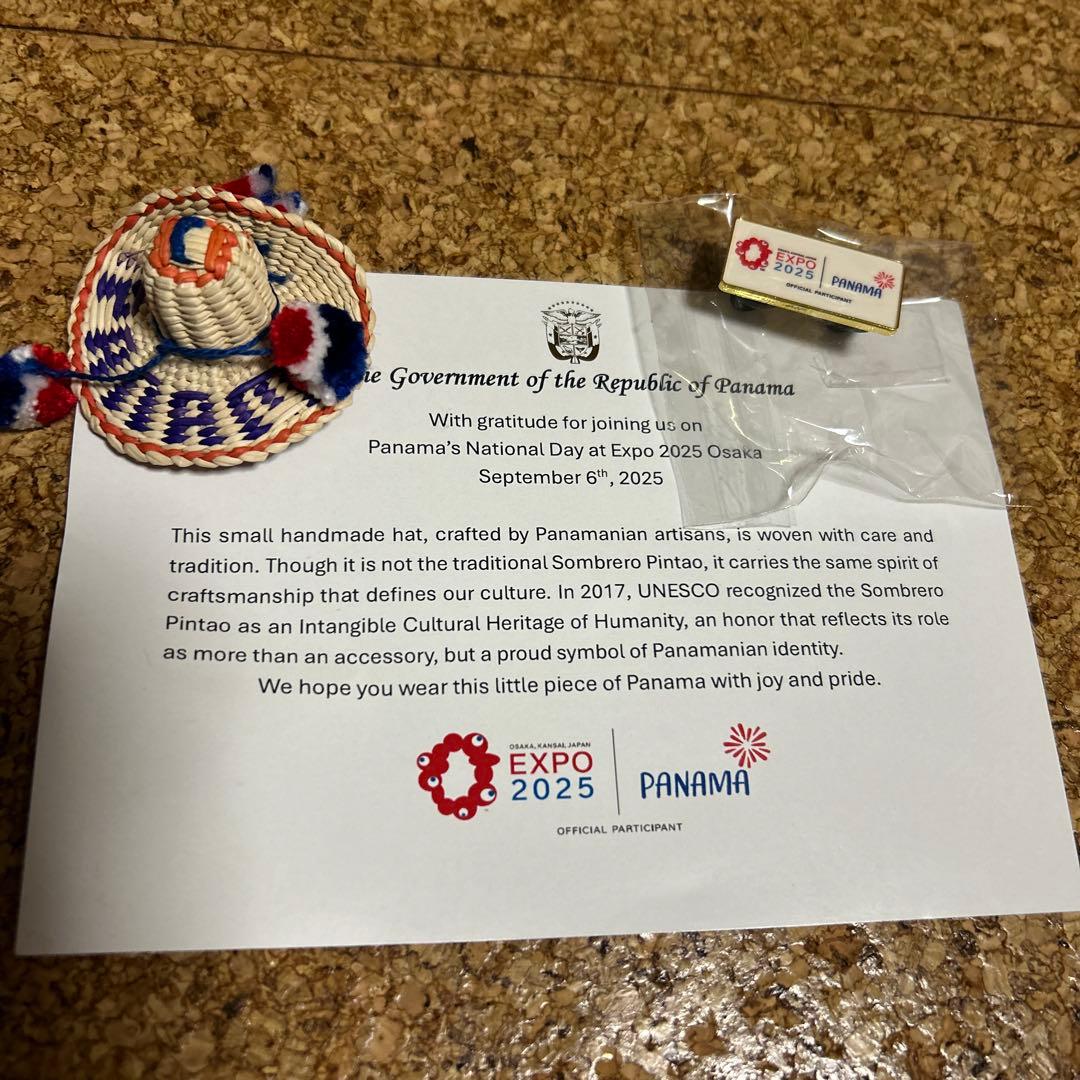 EXPO
2025
PANAMA
OFFICIAL PARTICIPANT
Government of the Republic of Panama
With gratitude for joining us on
Panama's National Day at Expo 2025 Osaka
September 6th, 2025
This small handmade hat, crafted by Panamanian artisans, is woven with care and
tradition. Though it is not the traditional Sombrero Pintao, it carries the same spirit of
craftsmanship that defines our culture. In 2017, UNESCO recognized the Sombrero
Pintao as an Intangible Cultural Heritage of Humanity, an honor that reflects its role
as more than an accessory, but a proud symbol of Panamanian identity.
We hope you wear this little piece of Panama with joy and pride.
OSAKA, KANSAI, JAPAN
EXPO
2025
PANAMA
OFFICIAL PARTICIPANT